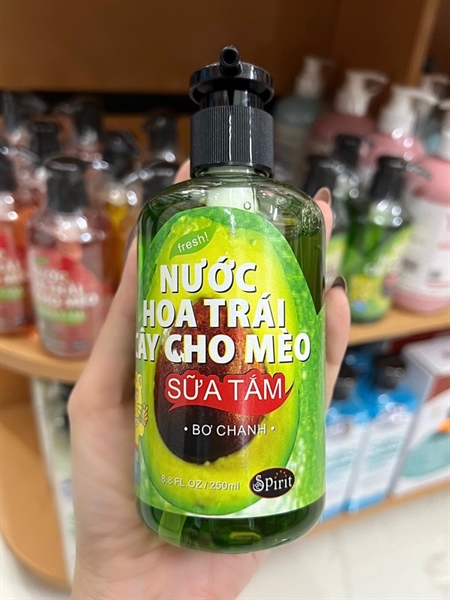 fresh!
NƯỚC
HOA TRÁI
CÂY CHO MÈO
SỮA TẮM
• BƠ CHANH •
8.8 FL OZ / 250ml
Spirit